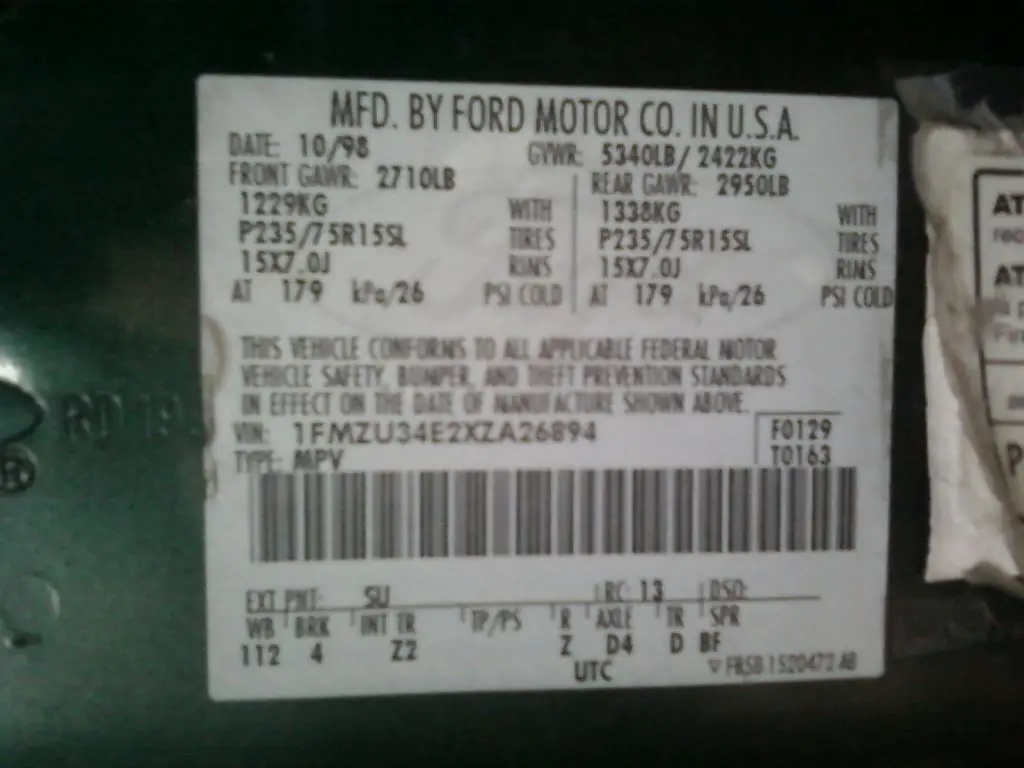 MFD. BY FORD MOTOR CO. IN U.S.A.
DATE: 10/98 GVWR: 5340LB/ 2422KG
FRONT GAWR: 2710LB REAR GAWR: 2950LB
1229KG WITH 1338KG WITH
P235/75R15SL TIRES P235/75R15SL TIRES
15X7.0J RIMS 15X7.0J RIMS
AT 179 kPa/26 PSI COLD AT 179 kPa/26 PSI COLD
THIS VEHICLE CONFORMS TO ALL APPLICABLE FEDERAL MOTOR
VEHICLE SAFETY, BUMPER, AND THEFT PREVENTION STANDARDS
IN EFFECT ON THE DATE OF MANUFACTURE SHOWN ABOVE.
VIN: 1FMZU34E2XZA26894 F0129
TYPE: MPV T0163
EXT PNT: SU RC: 13 DSO:
WB BRK INT TR TP/PS R AXLE TR SPR
112 4 Z2 Z D4 D BF
UTC
AT
AT
P